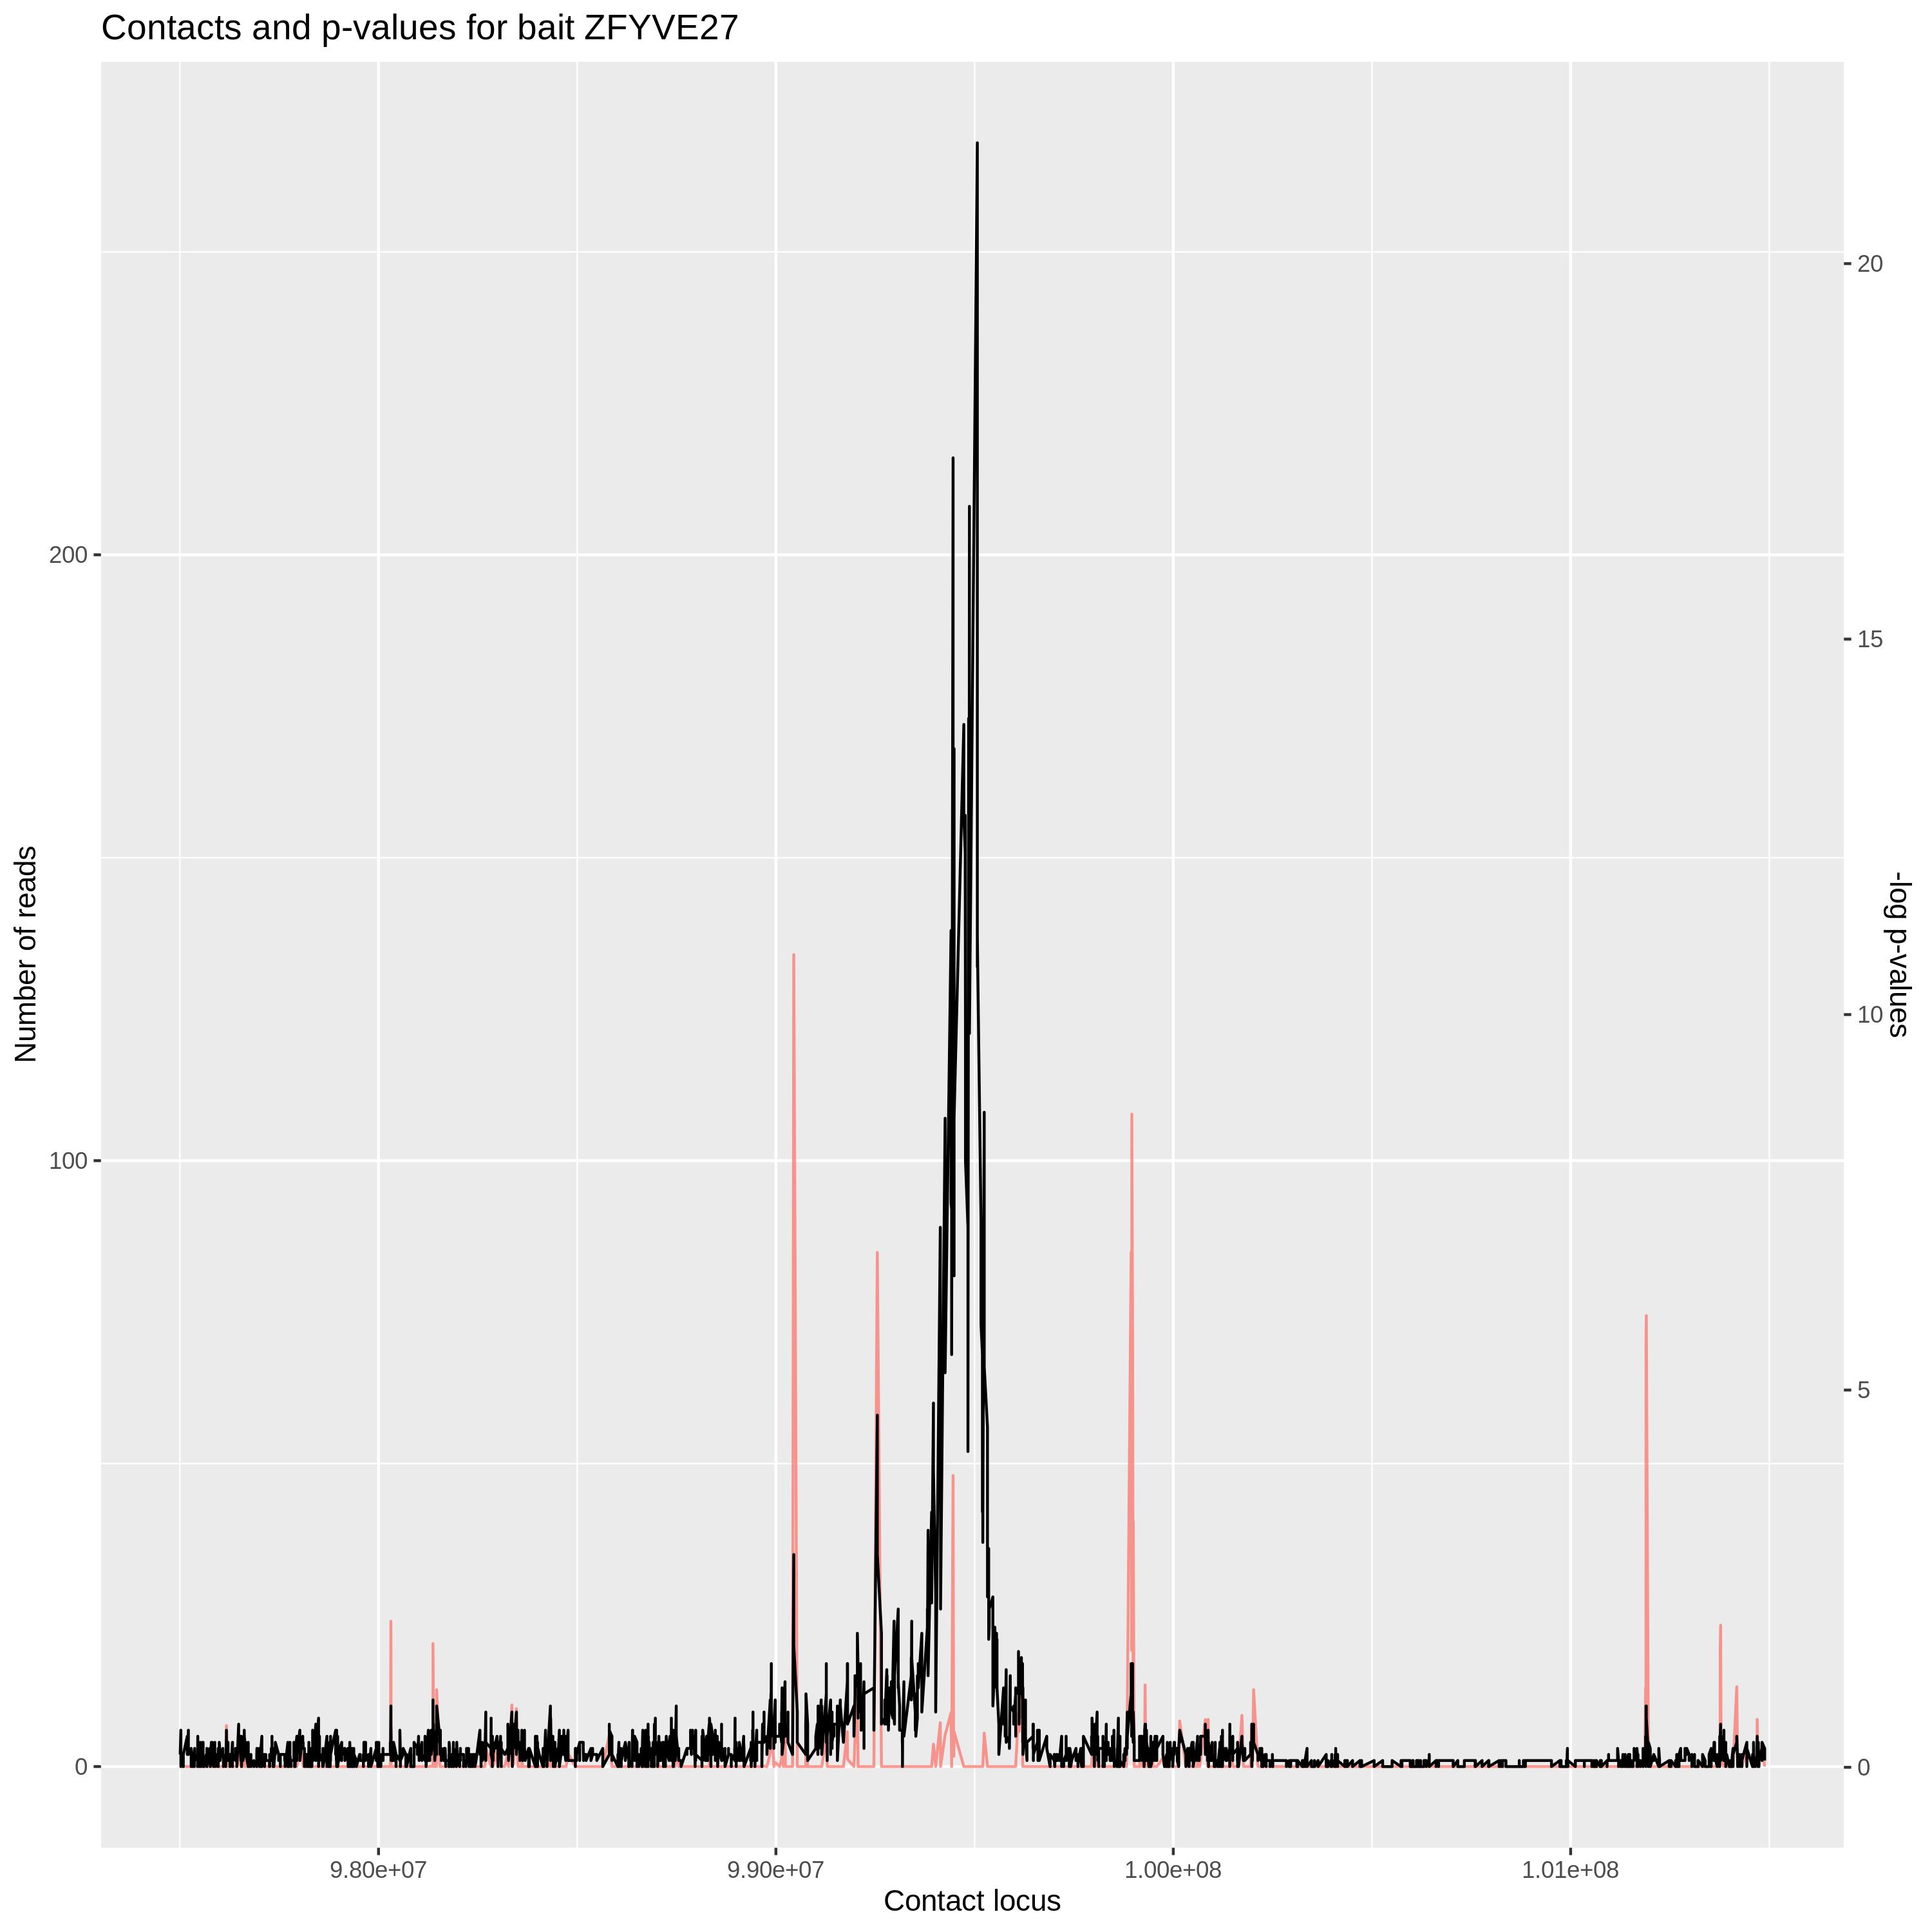 Contacts and p-values for bait ZFYVE27
Number of reads
200
100
0
20
15
10
5
0
-log p-values
9.80e+07
9.90e+07
1.00e+08
1.01e+08
Contact locus